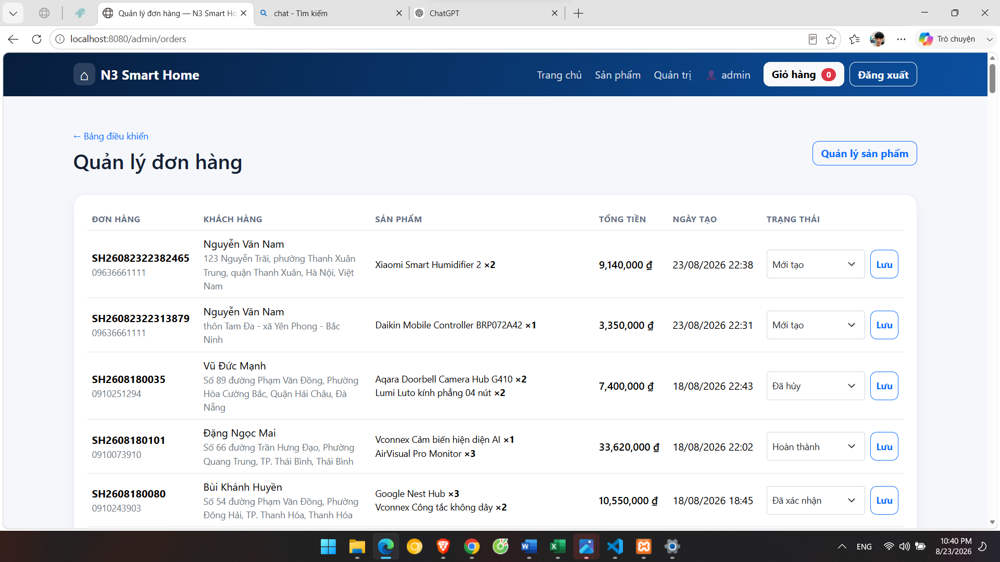 Quản lý đơn hàng — N3 Smart Ho
chat - Tìm kiếm
ChatGPT
localhost:8080/admin/orders
Trò chuyện
N3 Smart Home
Trang chủ
Sản phẩm
Quản trị
admin
Giỏ hàng 0
Đăng xuất
← Bảng điều khiển
Quản lý đơn hàng
Quản lý sản phẩm
ĐƠN HÀNG KHÁCH HÀNG SẢN PHẨM TỔNG TIỀN NGÀY TẠO TRẠNG THÁI
SH26082322382465
09636661111
Nguyễn Văn Nam
123 Nguyễn Trãi, phường Thanh Xuân
Trung, quận Thanh Xuân, Hà Nội, Việt
Nam
Xiaomi Smart Humidifier 2 ×2
9,140,000 ₫
23/08/2026 22:38
Mới tạo
Lưu
SH26082322313879
09636661111
Nguyễn Văn Nam
thôn Tam Đa - xã Yên Phong - Bắc
Ninh
Daikin Mobile Controller BRP072A42 ×1
3,350,000 ₫
23/08/2026 22:31
Mới tạo
Lưu
SH2608180035
0910251294
Vũ Đức Mạnh
Số 89 đường Phạm Văn Đồng, Phường
Hòa Cường Bắc, Quận Hải Châu, Đà
Nẵng
Aqara Doorbell Camera Hub G410 ×2
Lumi Luto kính phẳng 04 nút ×2
7,400,000 ₫
18/08/2026 22:43
Đã hủy
Lưu
SH2608180101
0910073910
Đặng Ngọc Mai
Số 66 đường Trần Hưng Đạo, Phường
Quang Trung, TP. Thái Bình, Thái Bình
Vconnex Cảm biến hiện diện AI ×1
AirVisual Pro Monitor ×3
33,620,000 ₫
18/08/2026 22:02
Hoàn thành
Lưu
SH2608180080
0910243903
Bùi Khánh Huyền
Số 54 đường Phạm Văn Đồng, Phường
Đông Hải, TP. Thanh Hóa, Thanh Hóa
Google Nest Hub ×3
Vconnex Công tắc không dây ×2
10,550,000 ₫
18/08/2026 18:45
Đã xác nhận
Lưu
ENG
10:40 PM
8/23/2026